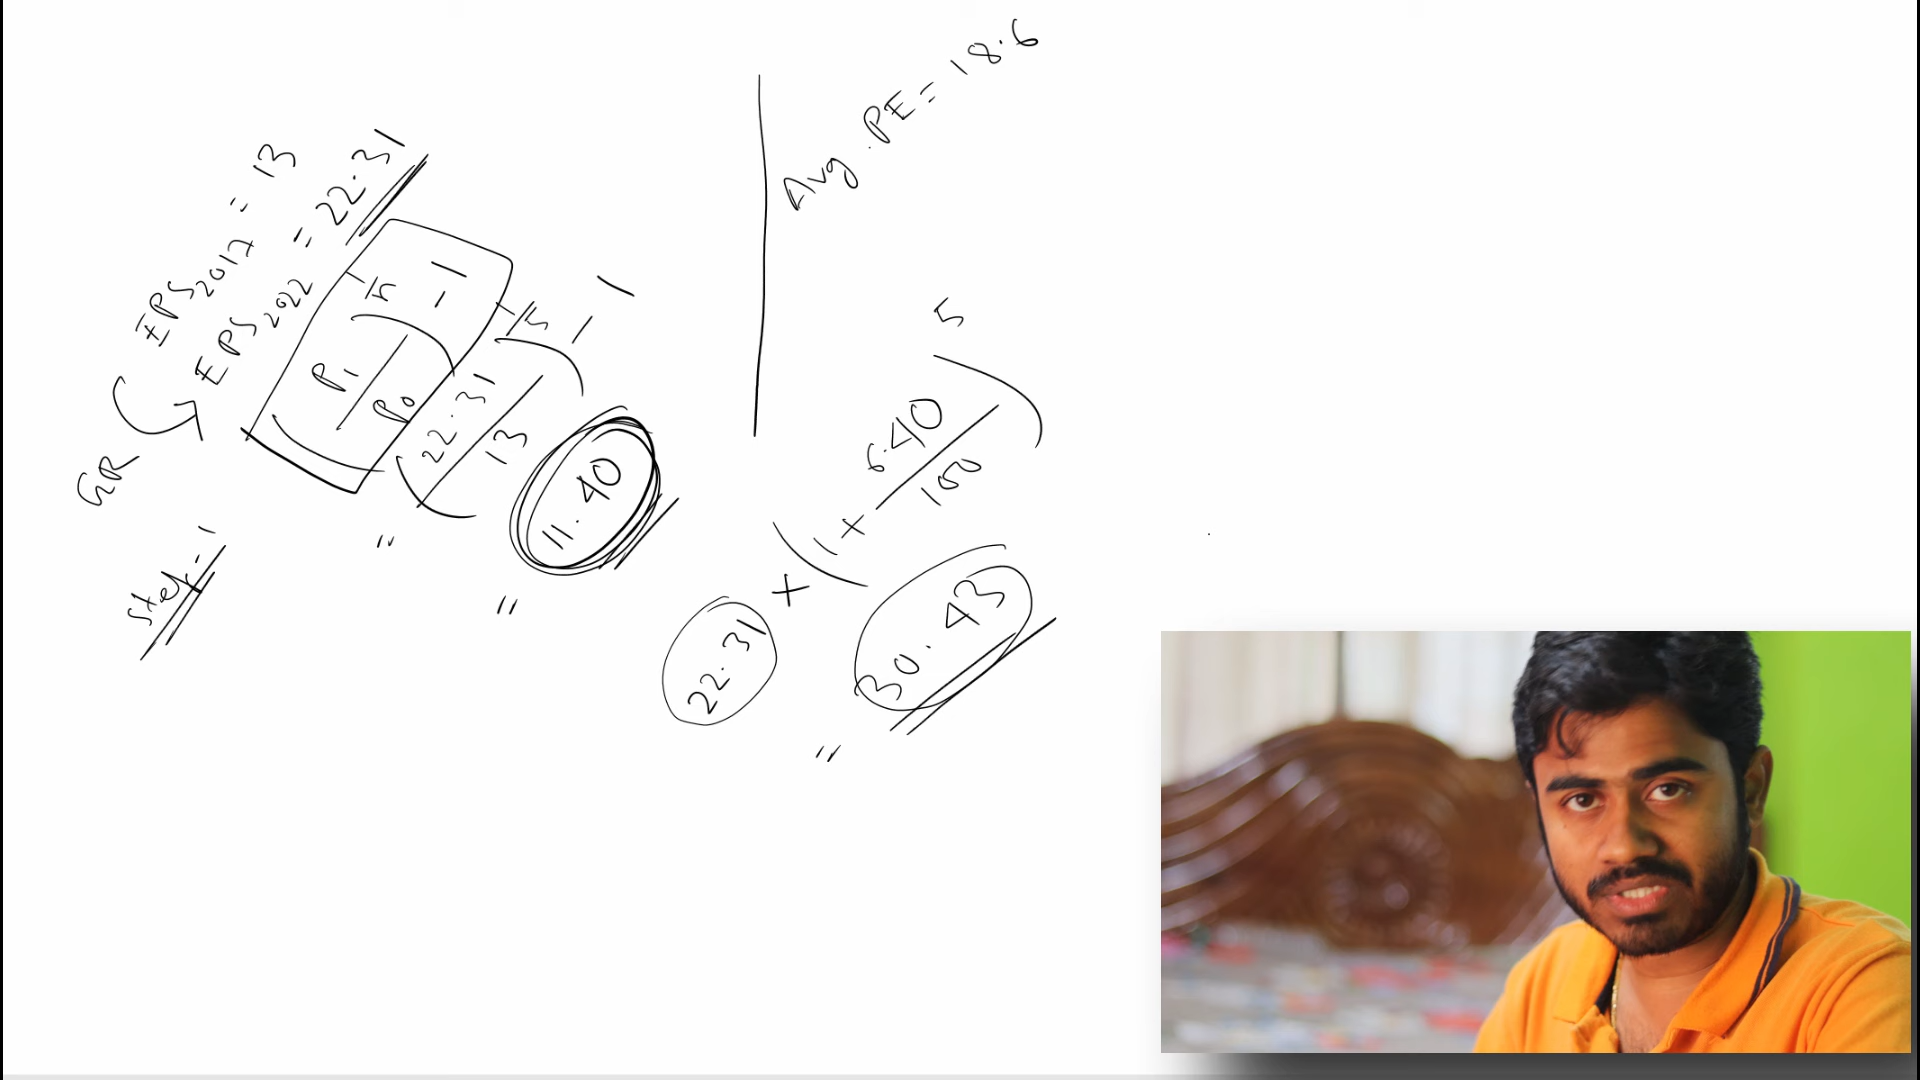 EPS2017 = 13
EPS2022 = 22.31
GR
Step-1
= (P1/P0)^1/5 - 1
= (22.31/13)^1/5 - 1
= 11.40
Avg. PE = 18.6
22.31 × (1+ 6.40/100)^5
= 30.43